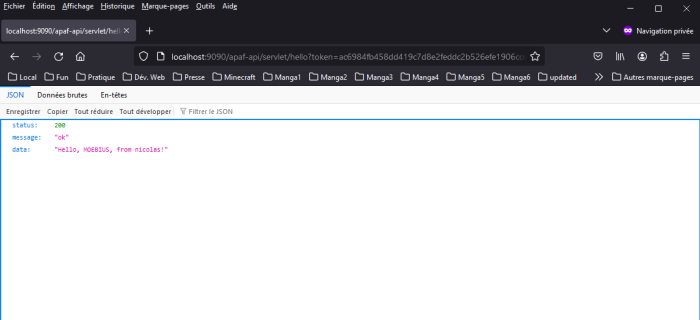 Fichier Édition Affichage Historique Marque-pages Outils Aide
localhost:9090/apaf-api/servlet/hello
Navigation privée
localhost:9090/apaf-api/servlet/hello?token=ac6984fb458dd419c7d8e2feddc2b526efe1906cc
Local Fun Pratique Dév. Web Presse Minecraft Manga1 Manga2 Manga3 Manga4 Manga5 Manga6 updated Autres marque-pages
JSON Données brutes En-têtes
Enregistrer Copier Tout réduire Tout développer Filtrer le JSON
status: 200
message: "ok"
data: "Hello, MOEBIUS, from nicolas!"